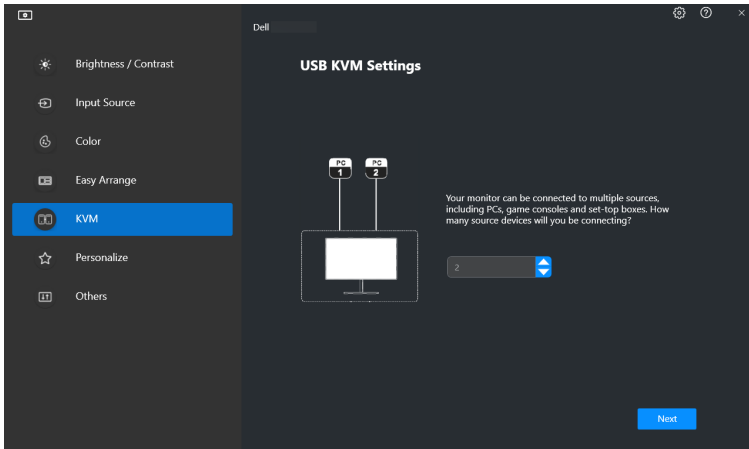 Dell
Brightness / Contrast
Input Source
Color
Easy Arrange
KVM
Personalize
Others
USB KVM Settings
PC
1
PC
2
Your monitor can be connected to multiple sources,
including PCs, game consoles and set-top boxes. How
many source devices will you be connecting?
2
Next